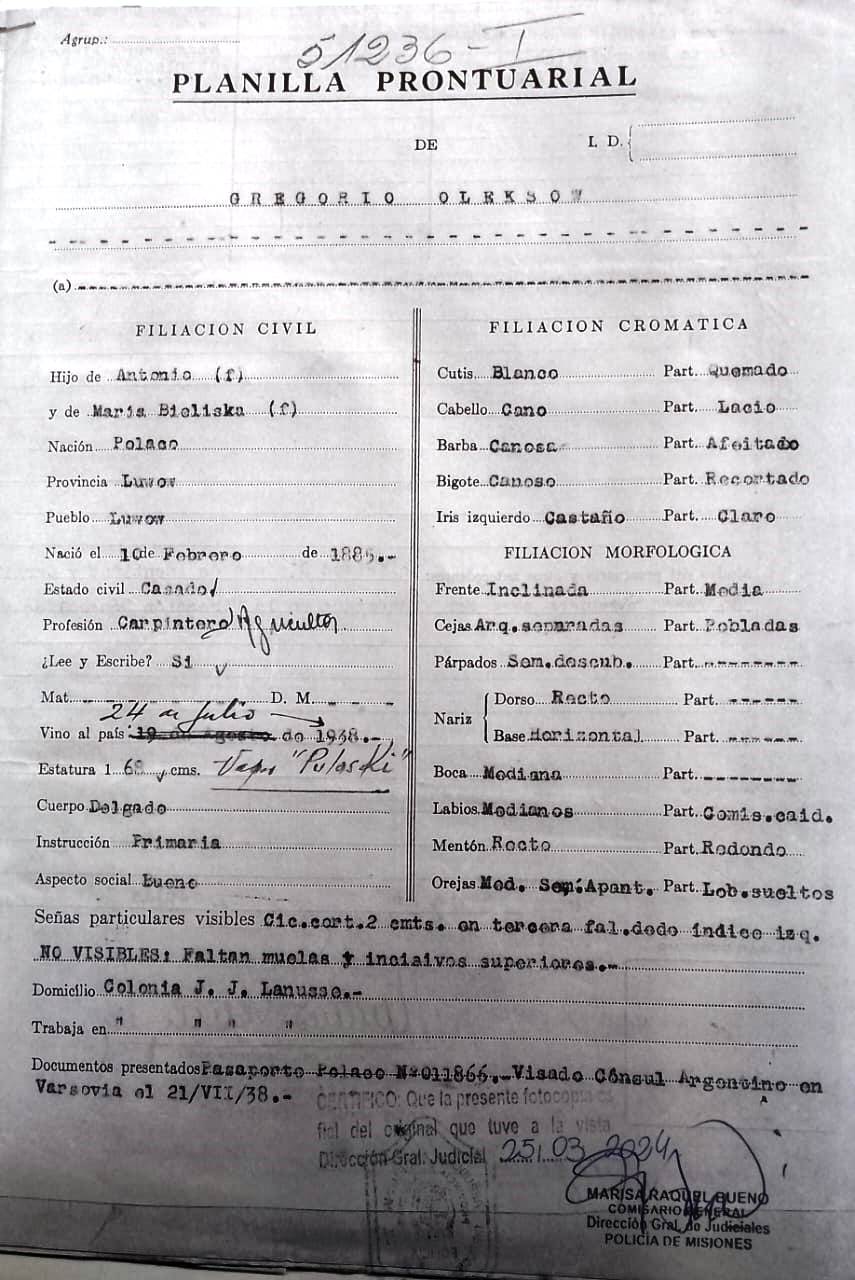 Agrup.:
51236-I
PLANILLA PRONTUARIAL
DE
I. D.
GREGORIO OLEKSOW
(a)
FILIACION CIVIL
Hijo de Antonio (f)
y de Maria Bieliska (f)
Nación Polaco
Provincia Luwow
Pueblo Luwow
Nació el 10 de Febrero de 1885.-
Estado civil Casado/
Profesión Carpintero Agricultor
¿Lee y Escribe? Si
Mat. D. M.
24 de Julio
Vino al país 19 de agosto de 1938.-
Estatura 1 68 cms. Vapor "Pulaski"
Cuerpo Delgado
Instrucción Primaria
Aspecto social Bueno
FILIACION CROMATICA
Cutis Blanco Part. Quemado
Cabello Cano Part. Lacio
Barba Canosa Part. Afeitado
Bigote Canoso Part. Recortado
Iris izquierdo Castaño Part. Claro
FILIACION MORFOLOGICA
Frente Inclinada Part. Media
Cejas Arq.separadas Part. Pobladas
Párpados Sem.descub. Part.
Nariz
Dorso Recto Part.
Base Horizontal Part.
Boca Mediana Part.
Labios Medianos Part. Comis.caid.
Mentón Recto Part. Redondo
Orejas Med. Sep.Apant. Part. Lob.sueltos
Señas particulares visibles Cic.cort.2 cmts. en tercera fal.dedo índice izq.
NO VISIBLES: Faltan muelas y inciaivos superiores.-
Domicilio Colonia J. J. Lanusse.-
Trabaja en " " " "
Documentos presentados Pasaporte Polaco Nº011866.-Visado Cónsul Argentino en
Varsovia el 21/VII/38.-
CERTIFICO: Que la presente fotocopia es
fiel del original que tuve a la vista
Dirección Gral. Judicial 25.03.2024
MARISA RAQUEL BUENO
COMISARIO GENERAL
Dirección Gral. de Judiciales
POLICÍA DE MISIONES